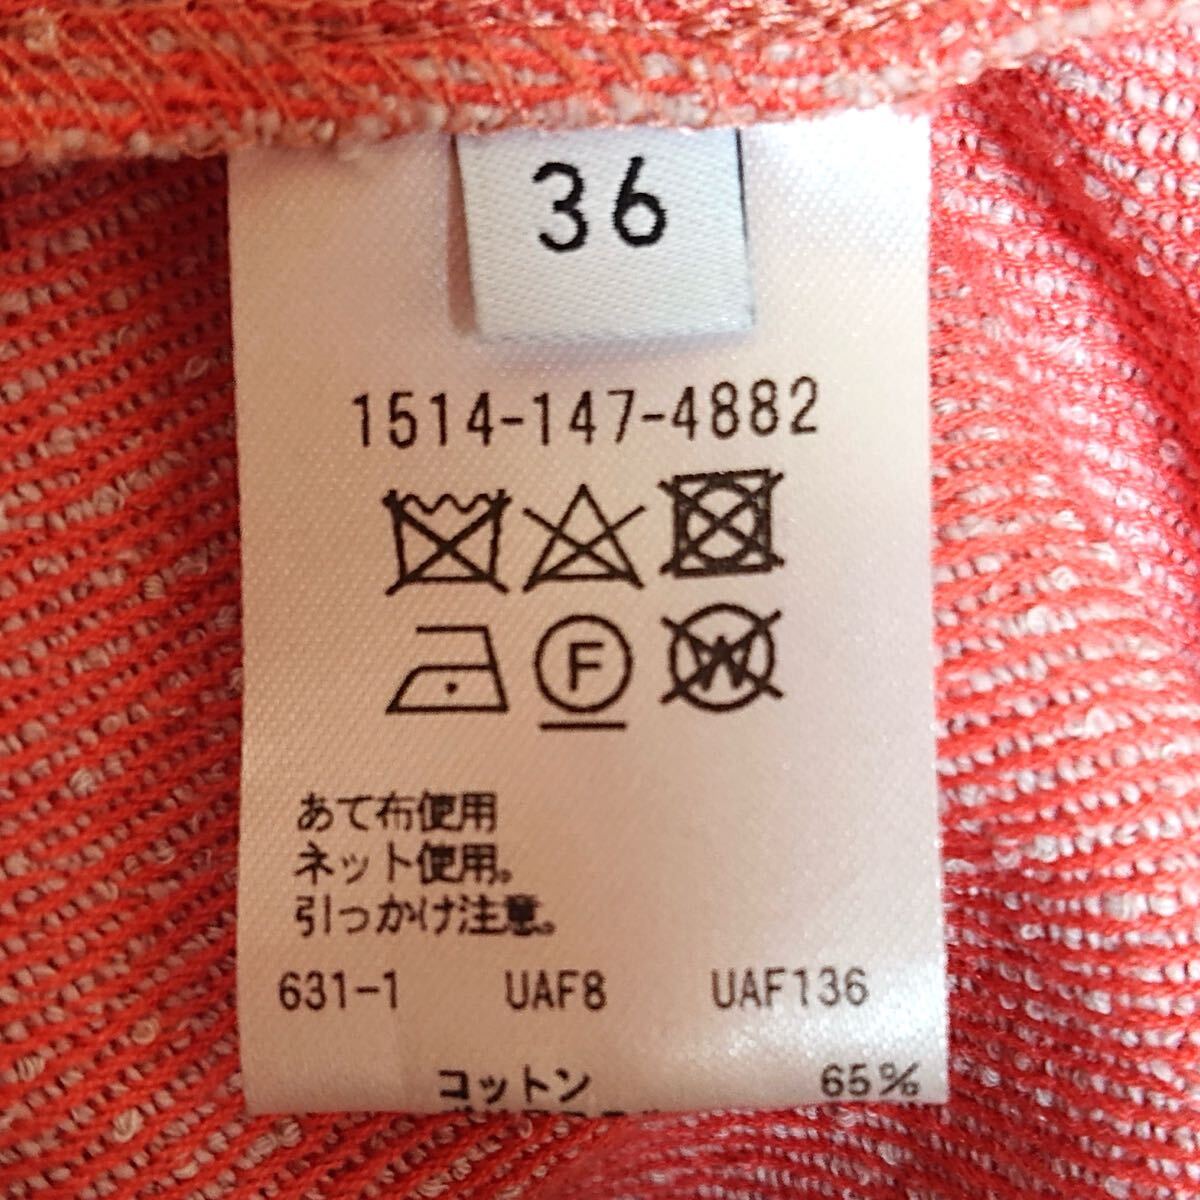 36
1514-147-4882
F
W
あて布使用
ネット使用。
引っかけ注意。
631-1 UAF8 UAF136
コットン 65%